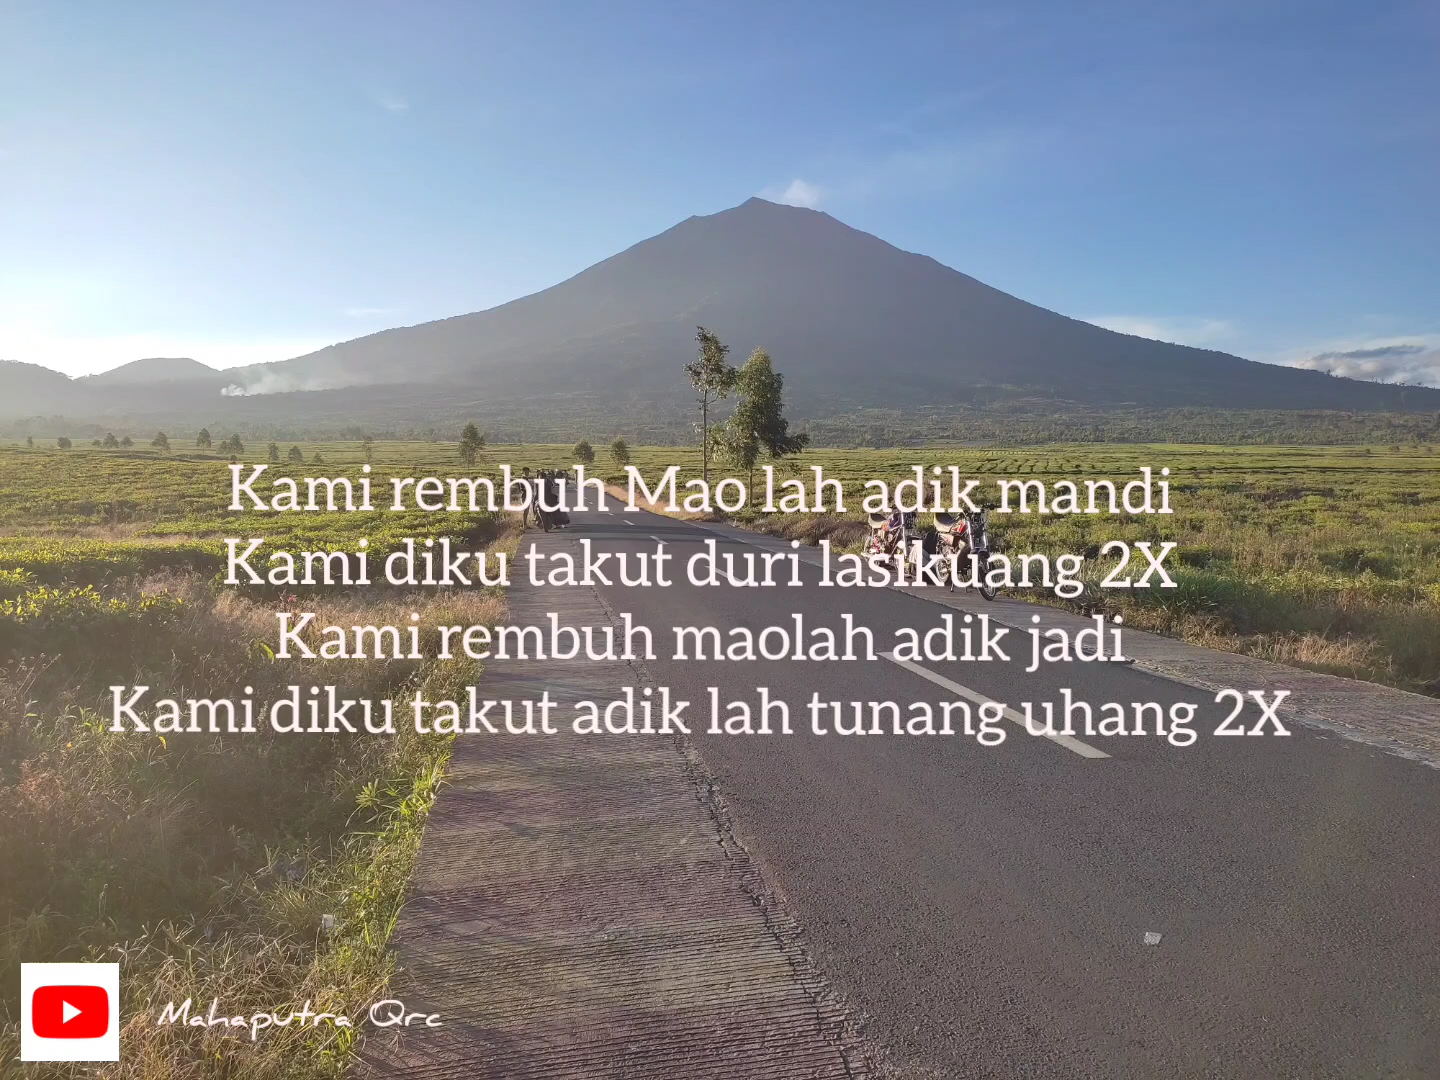 Kami rembuh Mao lah adik mandi
Kami diku takut duri lasikuang 2X
Kami rembuh maolah adik jadi
Kami diku takut adik lah tunang uhang 2X
Mahaputra Qrc